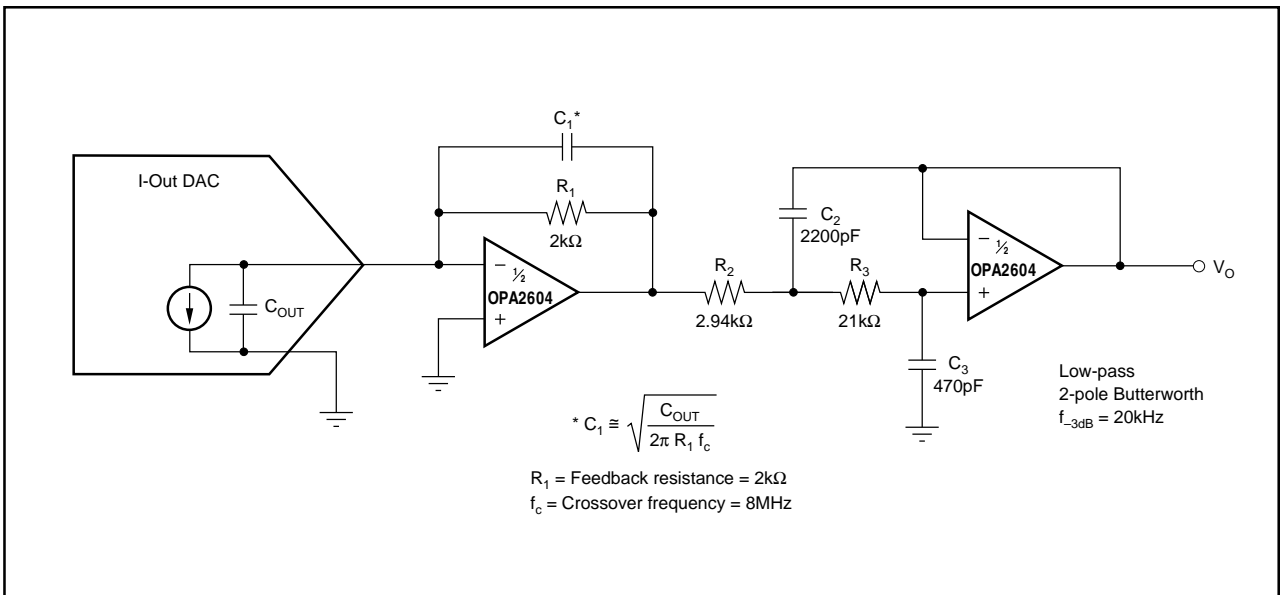 C1*
I-Out DAC
R1
2kΩ
C2
2200pF
− ½
OPA2604
+
− ½
OPA2604
+
R2
2.94kΩ
R3
21kΩ
VO
COUT
C3
470pF
Low-pass
2-pole Butterworth
f–3dB = 20kHz
* C1 ≅ √ COUT / 2π R1 fc
R1 = Feedback resistance = 2kΩ
fc = Crossover frequency = 8MHz